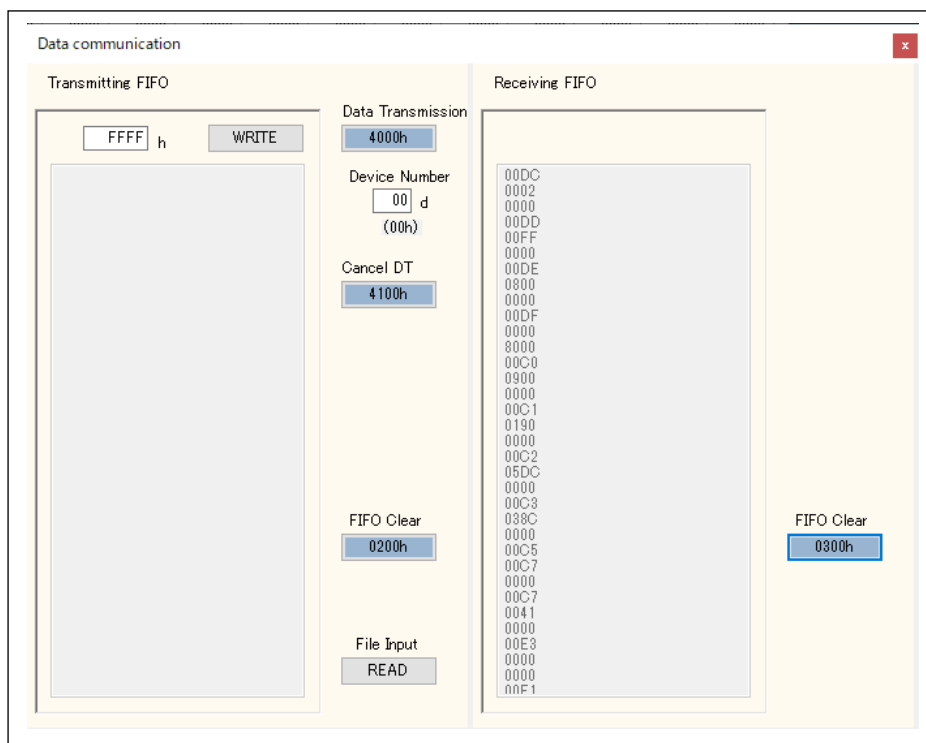 Data communication
x
Transmitting FIFO
FFFF h WRITE
Data Transmission
4000h
Device Number
00 d
(00h)
Cancel DT
4100h
FIFO Clear
0200h
File Input
READ
Receiving FIFO
00DC
0002
0000
00DD
00FF
0000
00DE
0800
0000
00DF
0000
8000
00C0
0900
0000
00C1
0190
0000
00C2
05DC
0000
00C3
038C
0000
00C5
00C7
0000
00C7
0041
0000
00E3
0000
0000
00E1
FIFO Clear
0300h